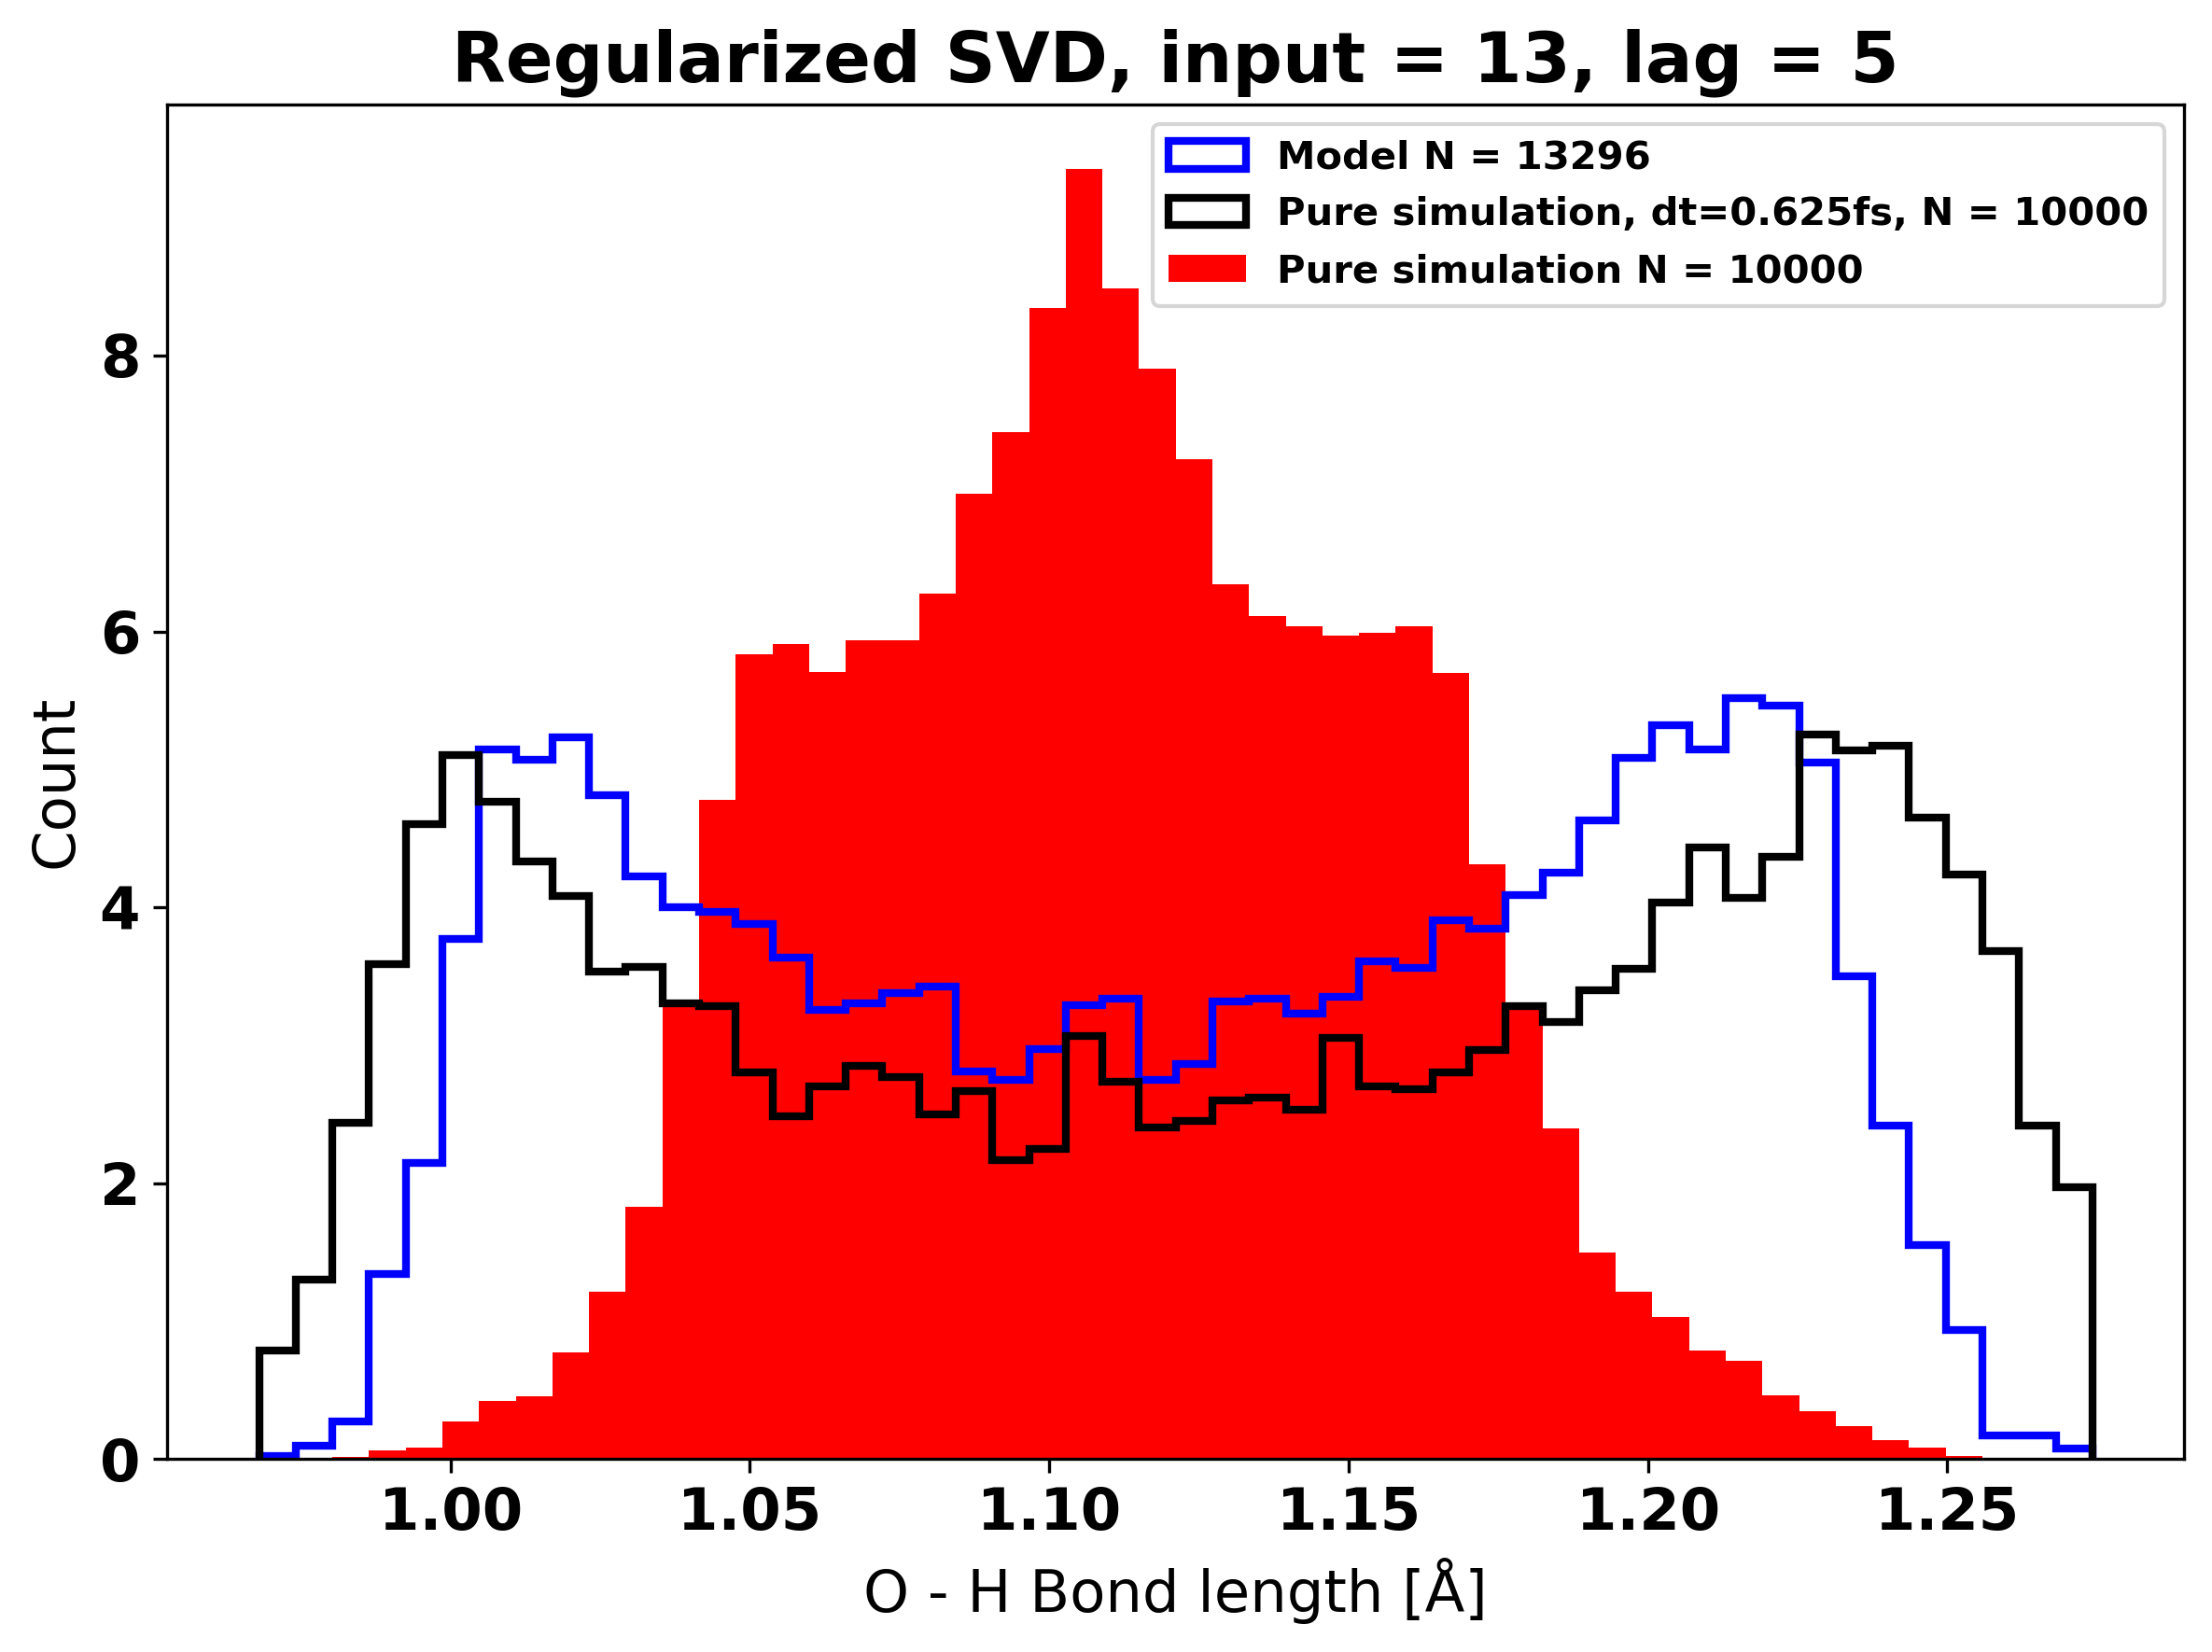 Regularized SVD, input = 13, lag = 5
Model N = 13296
Pure simulation, dt=0.625fs, N = 10000
Pure simulation N = 10000
Count
8
6
4
2
0
1.00 1.05 1.10 1.15 1.20 1.25
O - H Bond length [Å]